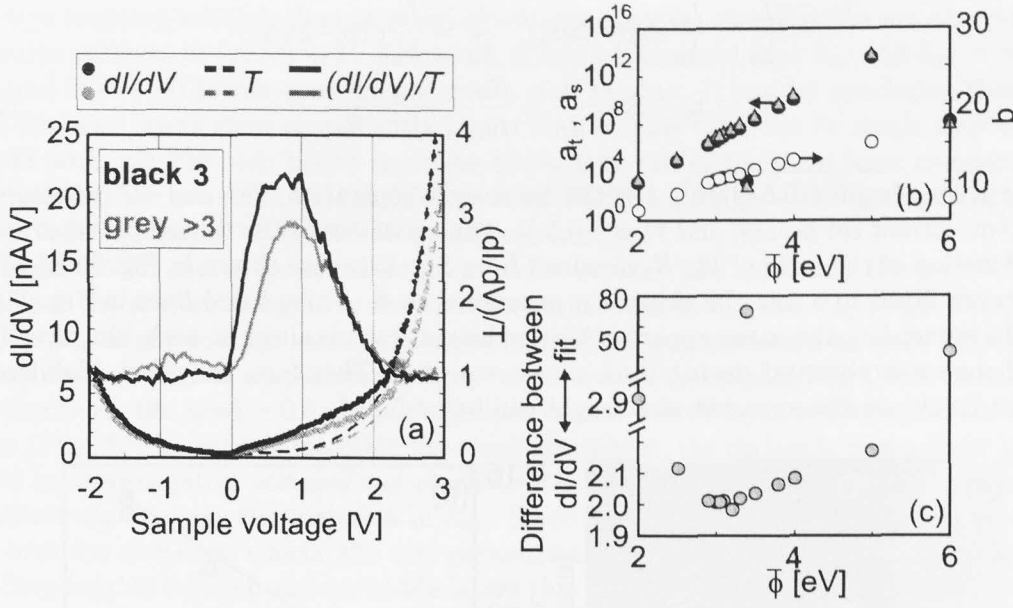 dI/dV T (dI/dV)/T
25
20
15
10
5
0
dI/dV [nA/V]
black 3
grey >3
4
3
2
1
0
(dI/dV)/T
(a)
-2 -1 0 1 2 3
Sample voltage [V]
10^16
10^12
10^8
10^4
10^0
a_t · a_s
30
20
10
b
(b)
2 4 6
ϕ̄ [eV]
80
50
2.9
2.1
2.0
1.9
Difference between
dI/dV ↔ fit
(c)
2 4 6
ϕ̄ [eV]